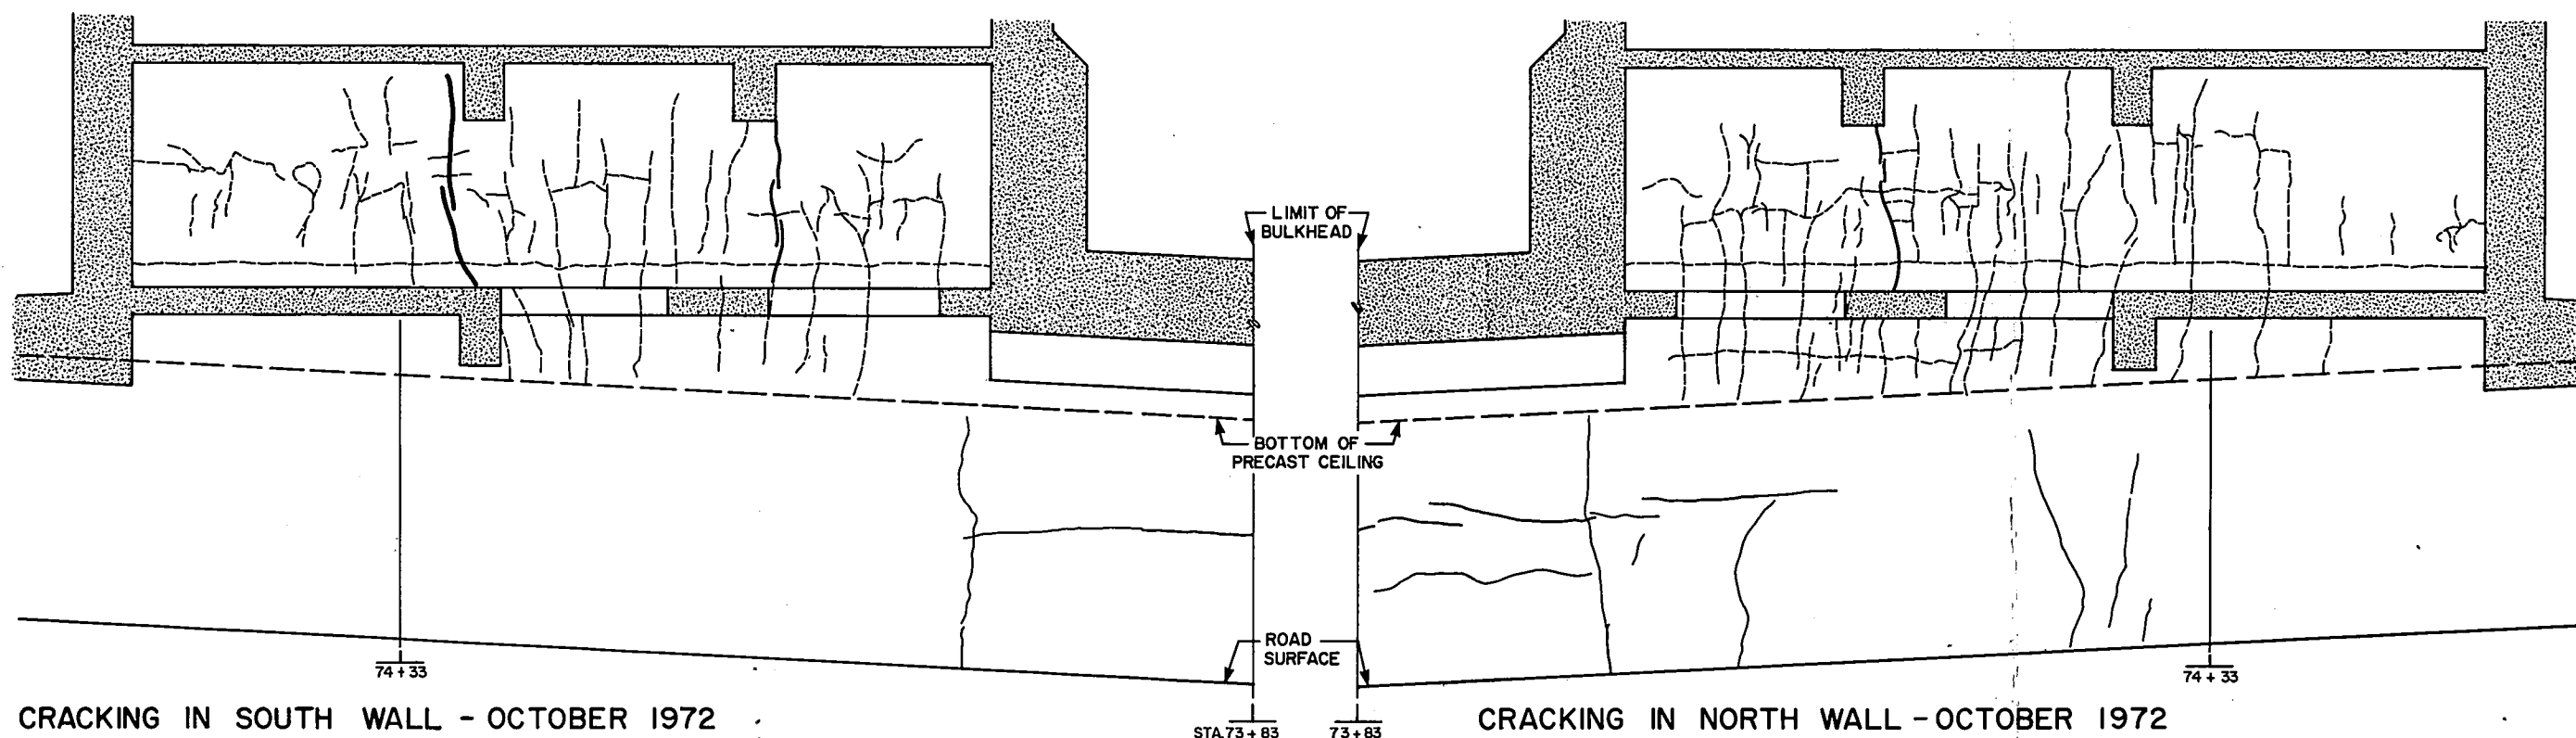 LIMIT OF
BULKHEAD
BOTTOM OF
PRECAST CEILING
ROAD
SURFACE
74+33
74+33
CRACKING IN SOUTH WALL - OCTOBER 1972
STA.73+83
73+83
CRACKING IN NORTH WALL - OCTOBER 1972